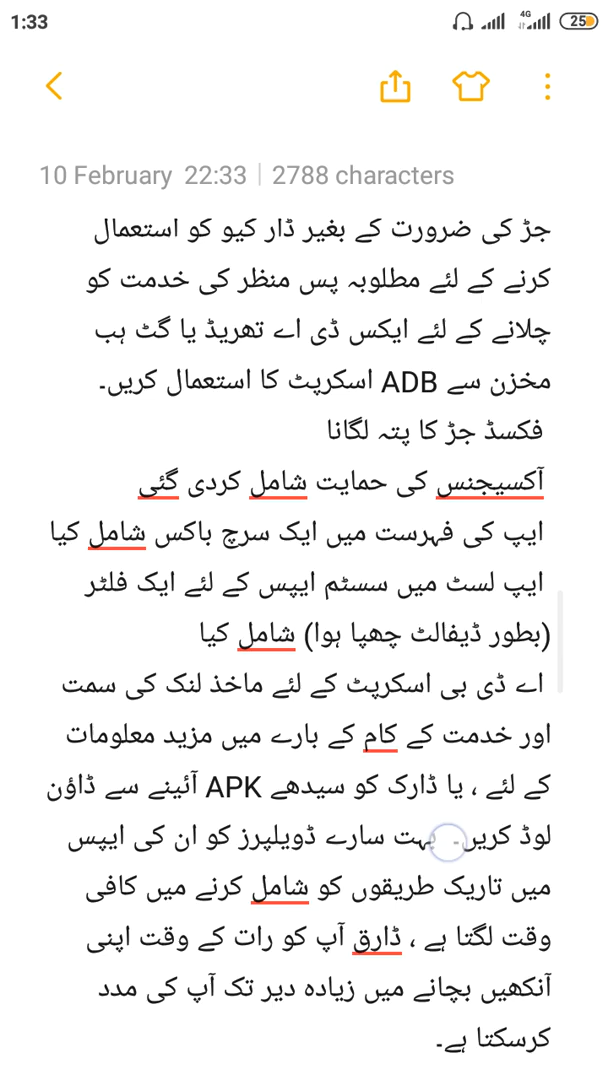 1:33
4G
25
10 February 22:33 | 2788 characters
جڑ کی ضرورت کے بغیر ڈار کیو کو استعمال
کرنے کے لئے مطلوبہ پس منظر کی خدمت کو
چلانے کے لئے ایکس ڈی اے تھریڈ یا گٹ ہب
مخزن سے ADB اسکرپٹ کا استعمال کریں۔
فکسڈ جڑ کا پتہ لگانا
آکسیجنس کی حمایت شامل کردی گئی
ایپ کی فہرست میں ایک سرچ باکس شامل کیا
ایپ لسٹ میں سسٹم ایپس کے لئے ایک فلٹر
(بطور ڈیفالٹ چھپا ہوا) شامل کیا
اے ڈی بی اسکرپٹ کے لئے ماخذ لنک کی سمت
اور خدمت کے کام کے بارے میں مزید معلومات
کے لئے ، یا ڈارک کو سیدھے APK آئینے سے ڈاؤن
لوڈ کریں۔ بہت سارے ڈویلپرز کو ان کی ایپس
میں تاریک طریقوں کو شامل کرنے میں کافی
وقت لگتا ہے ، ڈارق آپ کو رات کے وقت اپنی
آنکھیں بچانے میں زیادہ دیر تک آپ کی مدد
کرسکتا ہے۔